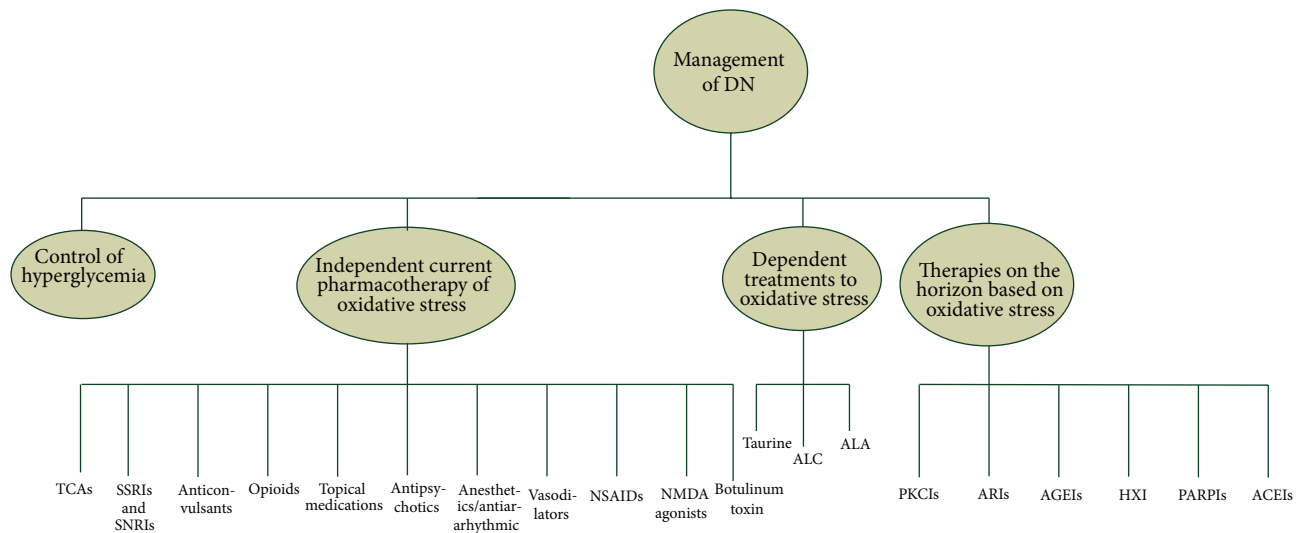 Management
of DN
Control of
hyperglycemia
Independent current
pharmacotherapy of
oxidative stress
Dependent
treatments to
oxidative stress
Therapies on the
horizon based on
oxidative stress
TCAs
SSRIs
and
SNRIs
Anticon-
vulsants
Opioids
Topical
medications
Antipsy-
chotics
Anesthet-
ics/antiar-
arhythmic
Vasodi-
lators
NSAIDs
NMDA
agonists
Botulinum
toxin
Taurine
ALC
ALA
PKCIs
ARIs
AGEIs
HXI
PARPIs
ACEIs